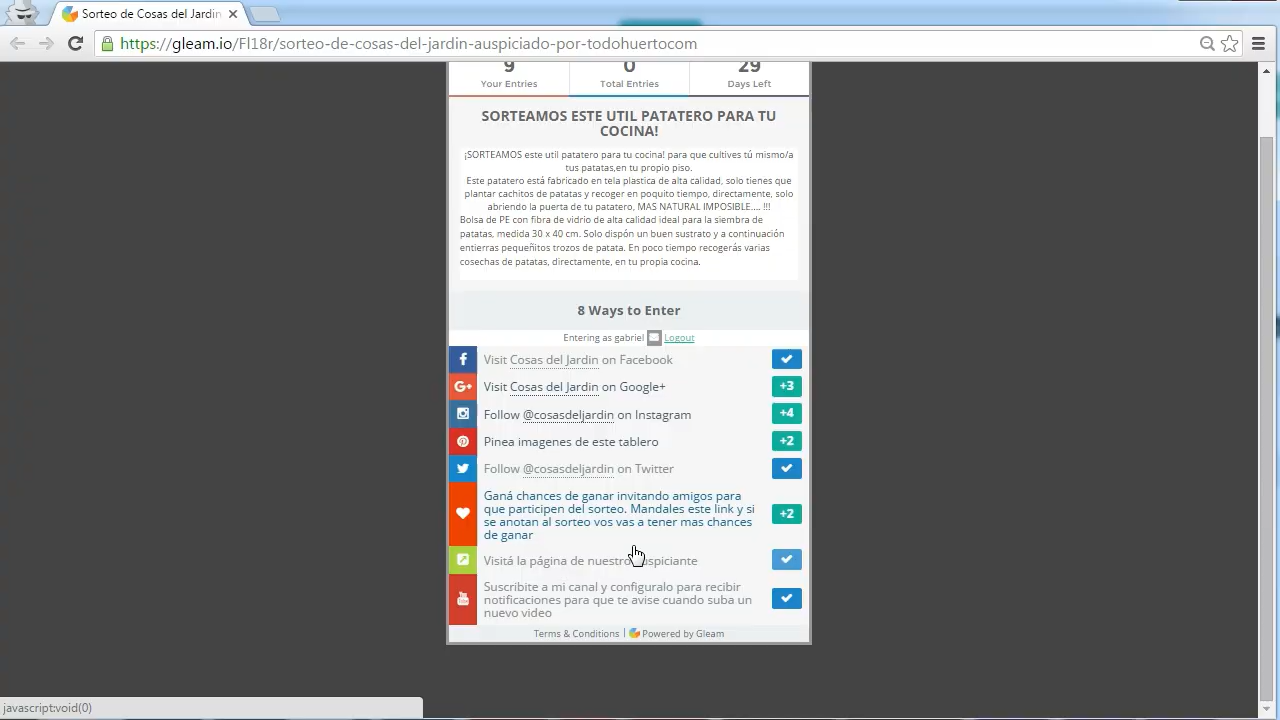 Sorteo de Cosas del Jardin
https://gleam.io/Fl18r/sorteo-de-cosas-del-jardin-auspiciado-por-todohuertocom
9 0 29
Your Entries Total Entries Days Left
SORTEAMOS ESTE UTIL PATATERO PARA TU
COCINA!
¡SORTEAMOS este util patatero para tu cocina! para que cultives tú mismo/a
tus patatas,en tu propio piso.
Este patatero está fabricado en tela plastica de alta calidad, solo tienes que
plantar cachitos de patatas y recoger en poquito tiempo, directamente, solo
abriendo la puerta de tu patatero, MAS NATURAL IMPOSIBLE.... !!!
Bolsa de PE con fibra de vidrio de alta calidad ideal para la siembra de
patatas, medida 30 x 40 cm. Solo dispón un buen sustrato y a continuación
entierras pequeñitos trozos de patata. En poco tiempo recogerás varias
cosechas de patatas, directamente, en tu propia cocina.
8 Ways to Enter
Entering as gabriel Logout
Visit Cosas del Jardin on Facebook
Visit Cosas del Jardin on Google+ +3
Follow @cosasdeljardin on Instagram +4
Pinea imagenes de este tablero +2
Follow @cosasdeljardin on Twitter
Ganá chances de ganar invitando amigos para
que participen del sorteo. Mandales este link y si
se anotan al sorteo vos vas a tener mas chances
de ganar
+2
Visitá la página de nuestro auspiciante
Suscribite a mi canal y configuralo para recibir
notificaciones para que te avise cuando suba un
nuevo video
Terms & Conditions | Powered by Gleam
javascript:void(0)